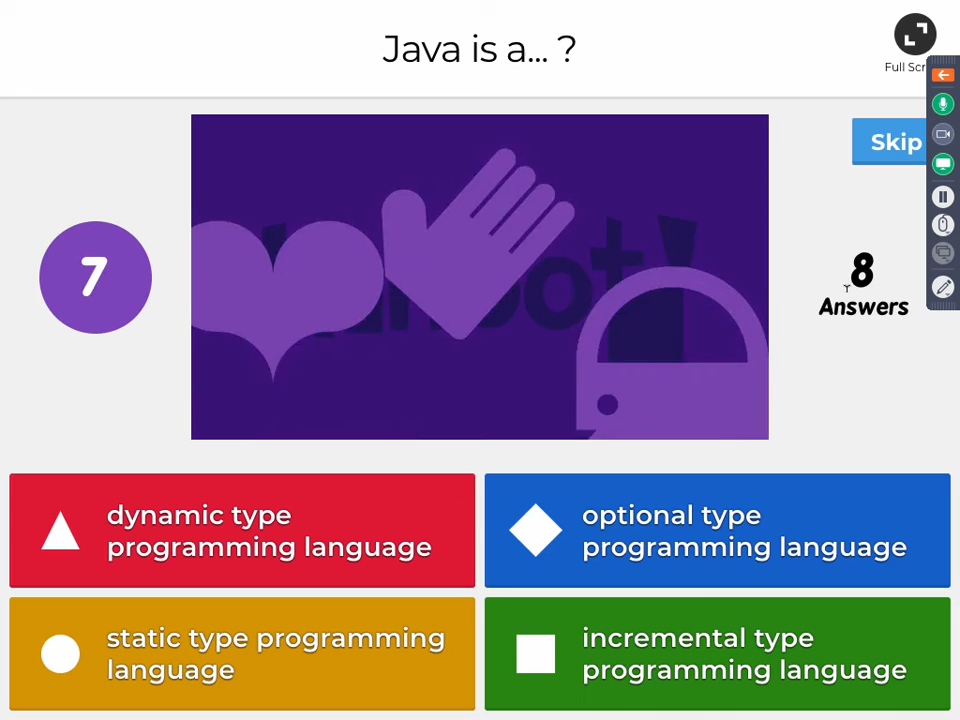 Java is a... ?
Full Scr
Skip
7
8
Answers
dynamic type
programming language
optional type
programming language
static type programming
language
incremental type
programming language